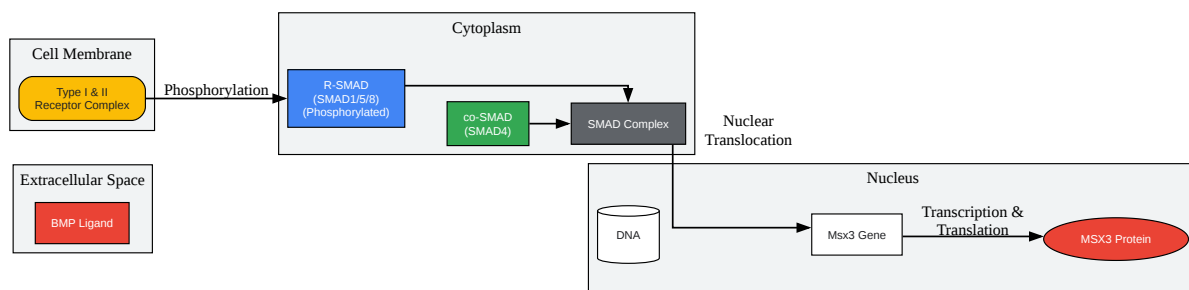 Cell Membrane
Type I & II
Receptor Complex
Phosphorylation
Cytoplasm
R-SMAD
(SMAD1/5/8)
(Phosphorylated)
co-SMAD
(SMAD4)
SMAD Complex
Nuclear
Translocation
Extracellular Space
BMP Ligand
Nucleus
DNA
Msx3 Gene
Transcription &
Translation
MSX3 Protein